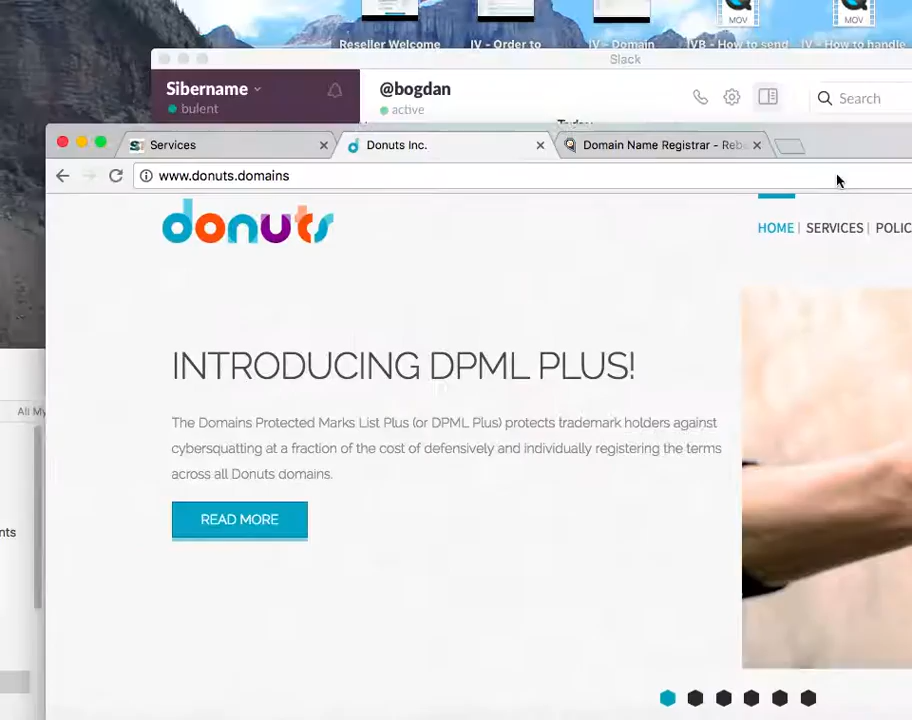 MOV
MOV
Reseller Welcome
IV - Order to
IV - Domain
IVB - How to send
IV - How to handle
Slack
Sibername
bulent
@bogdan
active
Search
Today
Services
Donuts Inc.
Domain Name Registrar - Reb
www.donuts.domains
donuts
HOME | SERVICES | POLIC
INTRODUCING DPML PLUS!
The Domains Protected Marks List Plus (or DPML Plus) protects trademark holders against
cybersquatting at a fraction of the cost of defensively and individually registering the terms
across all Donuts domains.
READ MORE
All My
nts